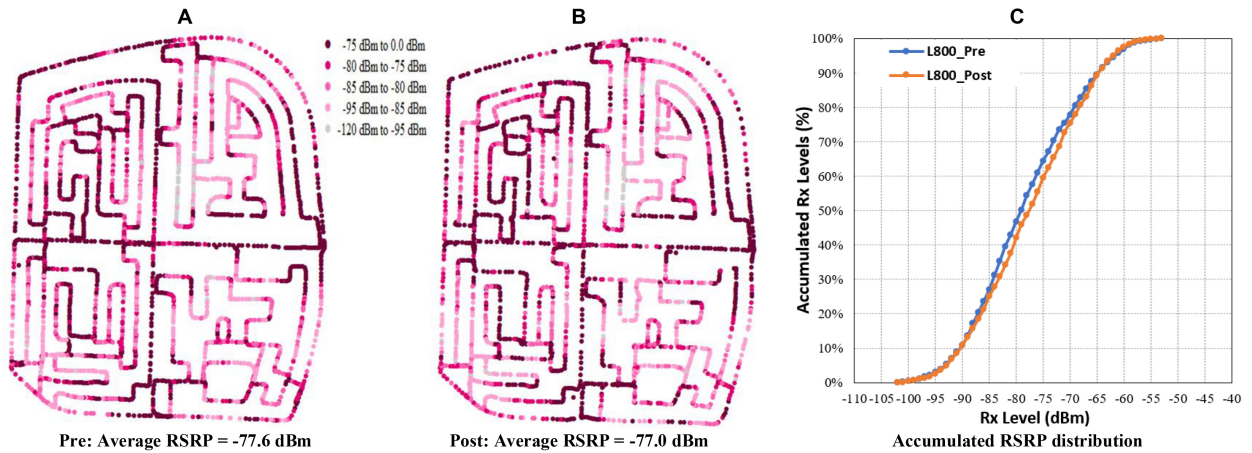 A
B
C
-75 dBm to 0.0 dBm
-80 dBm to -75 dBm
-85 dBm to -80 dBm
-95 dBm to -85 dBm
-120 dBm to -95 dBm
Pre: Average RSRP = -77.6 dBm
Post: Average RSRP = -77.0 dBm
L800_Pre
L800_Post
Accumulated Rx Levels (%)
100%
90%
80%
70%
60%
50%
40%
30%
20%
10%
0%
-110 -105 -100 -95 -90 -85 -80 -75 -70 -65 -60 -55 -50 -45 -40
Rx Level (dBm)
Accumulated RSRP distribution